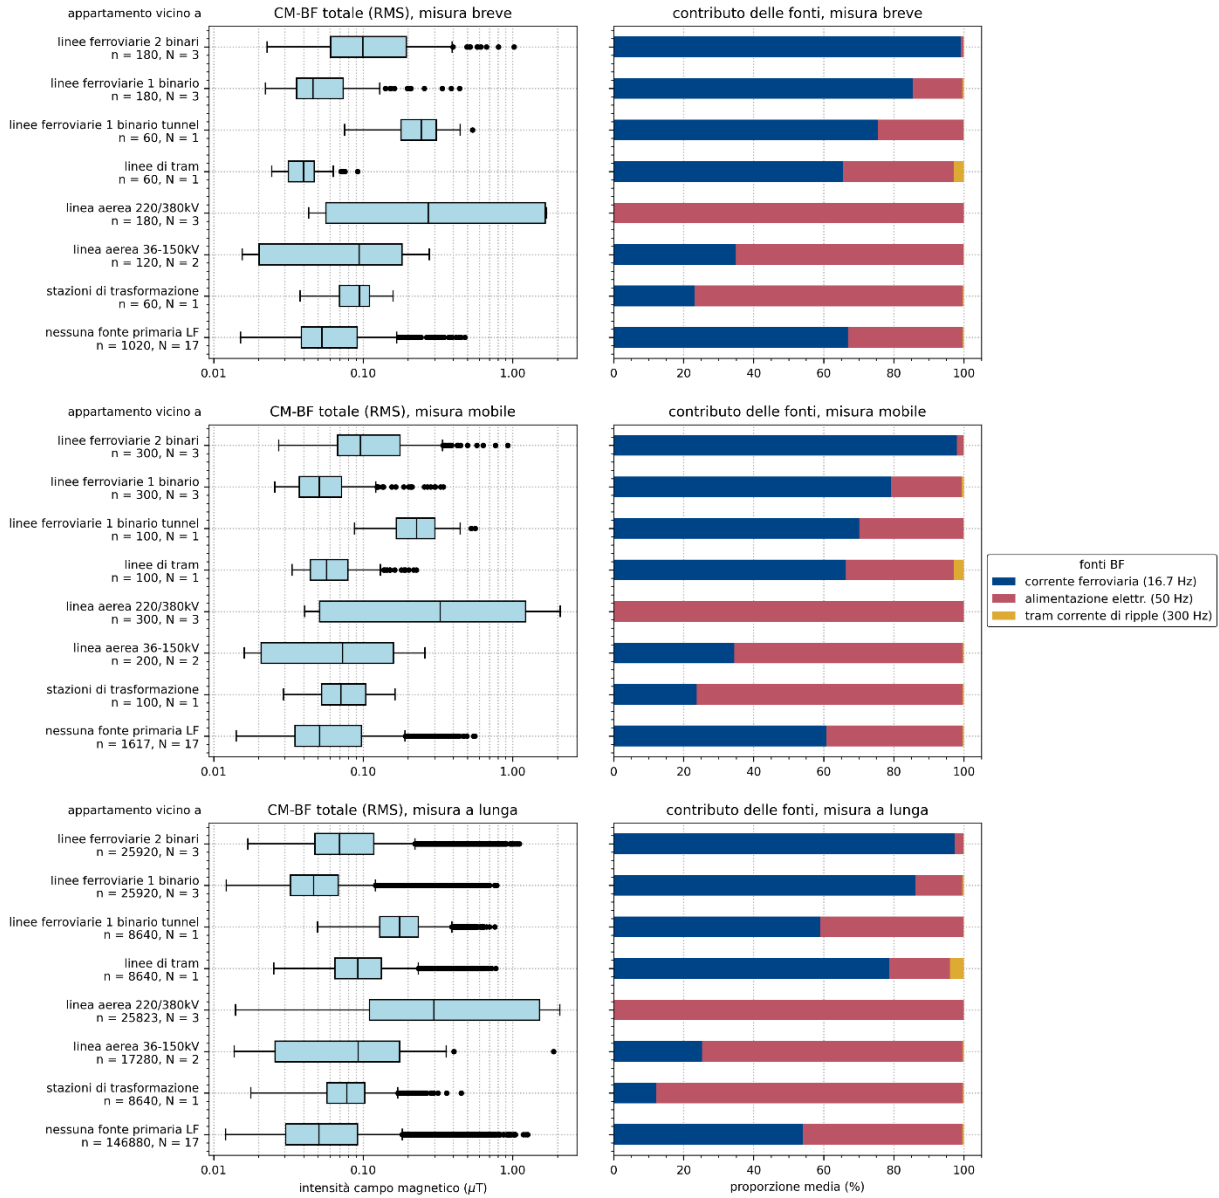 appartamento vicino a
CM-BF totale (RMS), misura breve
contributo delle fonti, misura breve
linee ferroviarie 2 binari
n = 180, N = 3
linee ferroviarie 1 binario
n = 180, N = 3
linee ferroviarie 1 binario tunnel
n = 60, N = 1
linee di tram
n = 60, N = 1
linea aerea 220/380kV
n = 180, N = 3
linea aerea 36-150kV
n = 120, N = 2
stazioni di trasformazione
n = 60, N = 1
nessuna fonte primaria LF
n = 1020, N = 17
0.01 0.10 1.00
0 20 40 60 80 100
appartamento vicino a
CM-BF totale (RMS), misura mobile
contributo delle fonti, misura mobile
linee ferroviarie 2 binari
n = 300, N = 3
linee ferroviarie 1 binario
n = 300, N = 3
linee ferroviarie 1 binario tunnel
n = 100, N = 1
linee di tram
n = 100, N = 1
linea aerea 220/380kV
n = 300, N = 3
linea aerea 36-150kV
n = 200, N = 2
stazioni di trasformazione
n = 100, N = 1
nessuna fonte primaria LF
n = 1617, N = 17
0.01 0.10 1.00
0 20 40 60 80 100
fonti BF
corrente ferroviaria (16.7 Hz)
alimentazione elettr. (50 Hz)
tram corrente di ripple (300 Hz)
appartamento vicino a
CM-BF totale (RMS), misura a lunga
contributo delle fonti, misura a lunga
linee ferroviarie 2 binari
n = 25920, N = 3
linee ferroviarie 1 binario
n = 25920, N = 3
linee ferroviarie 1 binario tunnel
n = 8640, N = 1
linee di tram
n = 8640, N = 1
linea aerea 220/380kV
n = 25823, N = 3
linea aerea 36-150kV
n = 17280, N = 2
stazioni di trasformazione
n = 8640, N = 1
nessuna fonte primaria LF
n = 146880, N = 17
0.01 0.10 1.00
intensità campo magnetico (μT)
0 20 40 60 80 100
proporzione media (%)